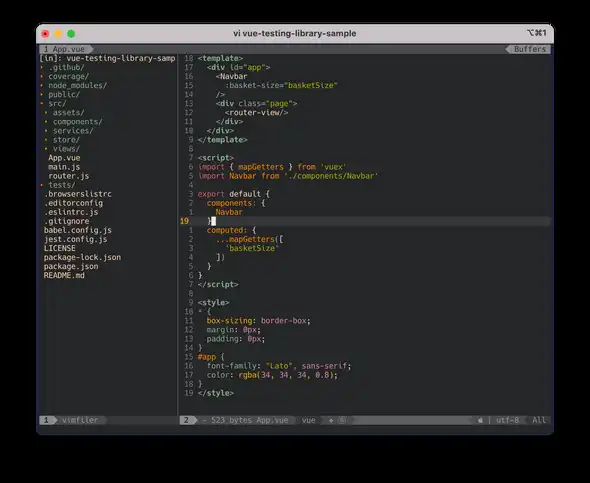 vi vue-testing-library-sample
⌥⌘1
1 App.vue
Buffers
[in]: vue-testing-library-samp
.github/
coverage/
node_modules/
public/
src/
assets/
components/
services/
store/
views/
App.vue
main.js
router.js
tests/
.browserslistrc
.editorconfig
.eslintrc.js
.gitignore
babel.config.js
jest.config.js
LICENSE
package-lock.json
package.json
README.md
18 <template>
17 <div id="app">
16 <Navbar
15 :basket-size="basketSize"
14 />
13 <div class="page">
12 <router-view/>
11 </div>
10 </div>
9 </template>
8
7 <script>
6 import { mapGetters } from 'vuex'
5 import Navbar from './components/Navbar'
4
3 export default {
2 components: {
1 Navbar
19 }
1 computed: {
2 ...mapGetters([
3 'basketSize'
4 ])
5 }
6 }
7 </script>
8
9 <style>
10 * {
11 box-sizing: border-box;
12 margin: 0px;
13 padding: 0px;
14 }
15 #app {
16 font-family: "Lato", sans-serif;
17 color: rgba(34, 34, 34, 0.8);
18 }
19 </style>
1 vimfiler
2 - 523 bytes App.vue vue
| utf-8 All